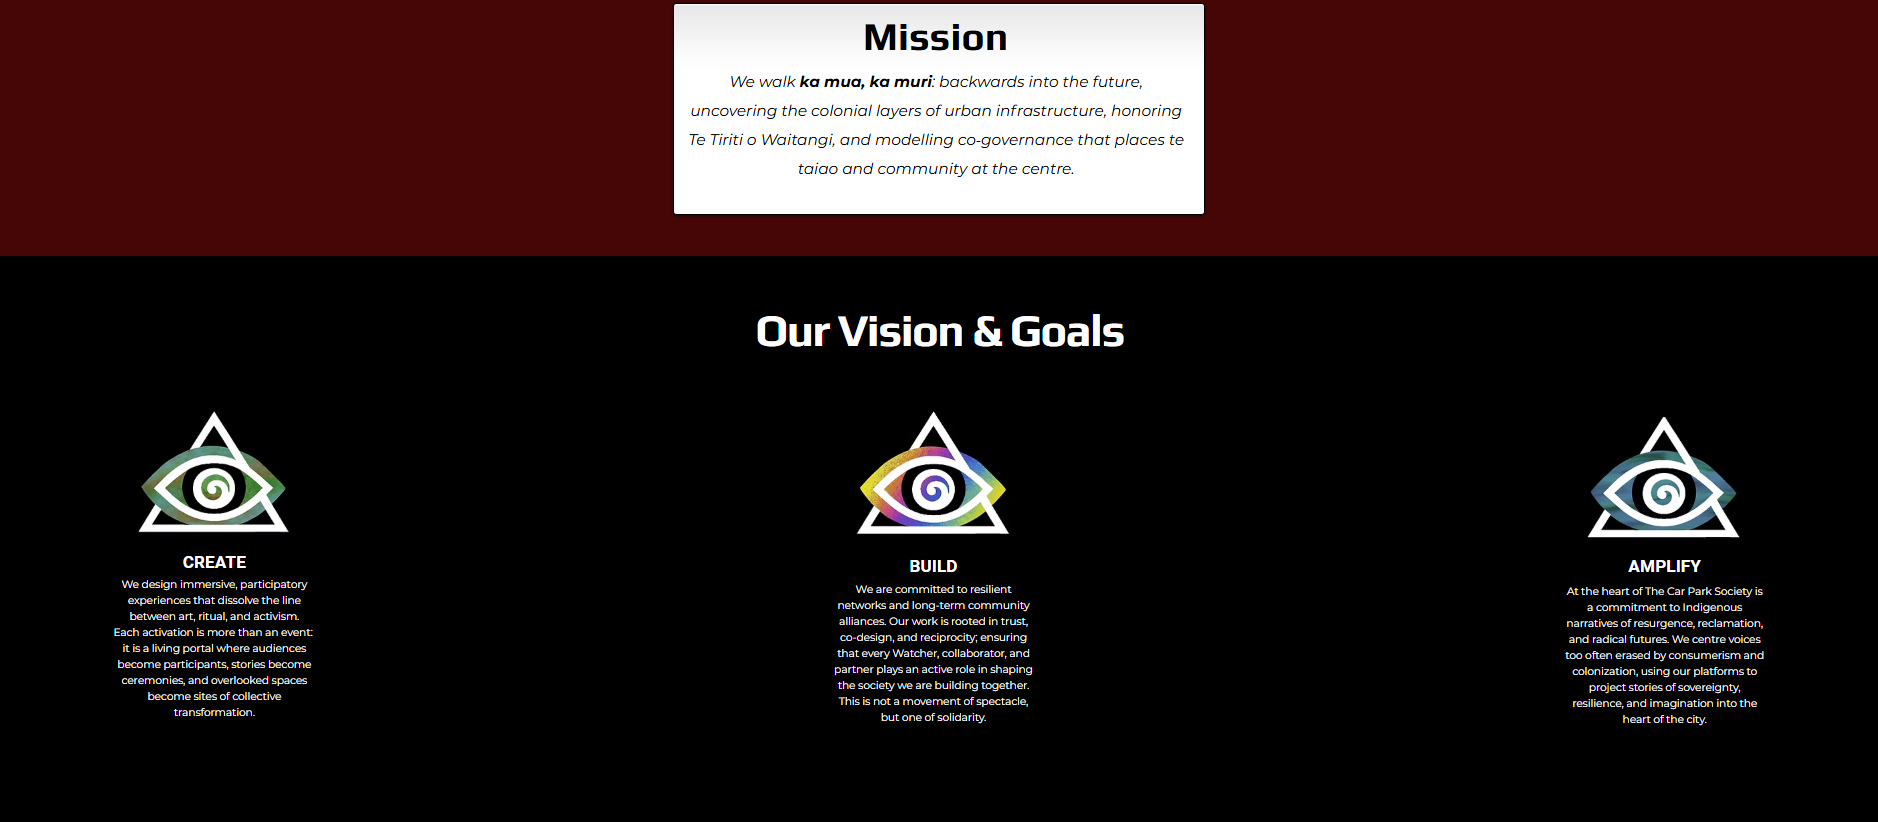 Mission
We walk ka mua, ka muri: backwards into the future,
uncovering the colonial layers of urban infrastructure, honoring
Te Tiriti o Waitangi, and modelling co-governance that places te
taiao and community at the centre.
Our Vision & Goals
CREATE
We design immersive, participatory
experiences that dissolve the line
between art, ritual, and activism.
Each activation is more than an event:
it is a living portal where audiences
become participants, stories become
ceremonies, and overlooked spaces
become sites of collective
transformation.
BUILD
We are committed to resilient
networks and long-term community
alliances. Our work is rooted in trust,
co-design, and reciprocity; ensuring
that every Watcher, collaborator, and
partner plays an active role in shaping
the society we are building together.
This is not a movement of spectacle,
but one of solidarity.
AMPLIFY
At the heart of The Car Park Society is
a commitment to Indigenous
narratives of resurgence, reclamation,
and radical futures. We centre voices
too often erased by consumerism and
colonization, using our platforms to
project stories of sovereignty,
resilience, and imagination into the
heart of the city.